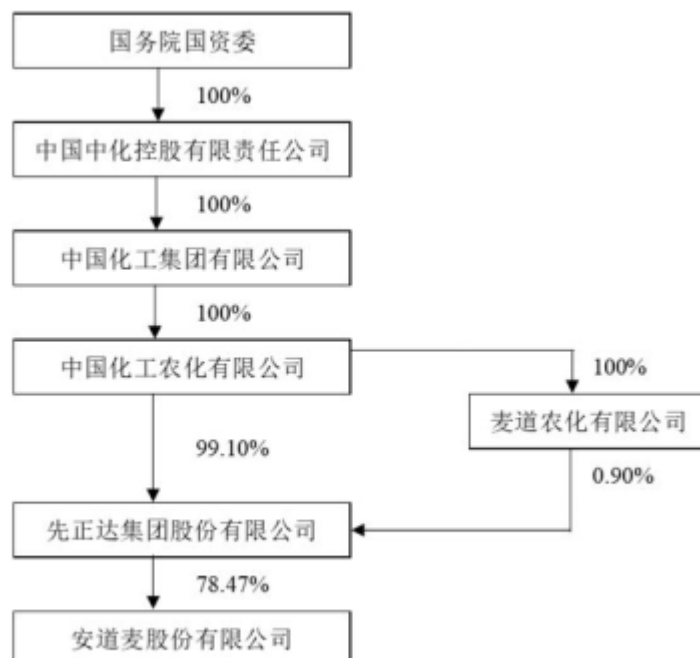 国务院国资委
100%
中国中化控股有限责任公司
100%
中国化工集团有限公司
100%
中国化工农化有限公司
100%
麦道农化有限公司
99.10%
0.90%
先正达集团股份有限公司
78.47%
安道麦股份有限公司